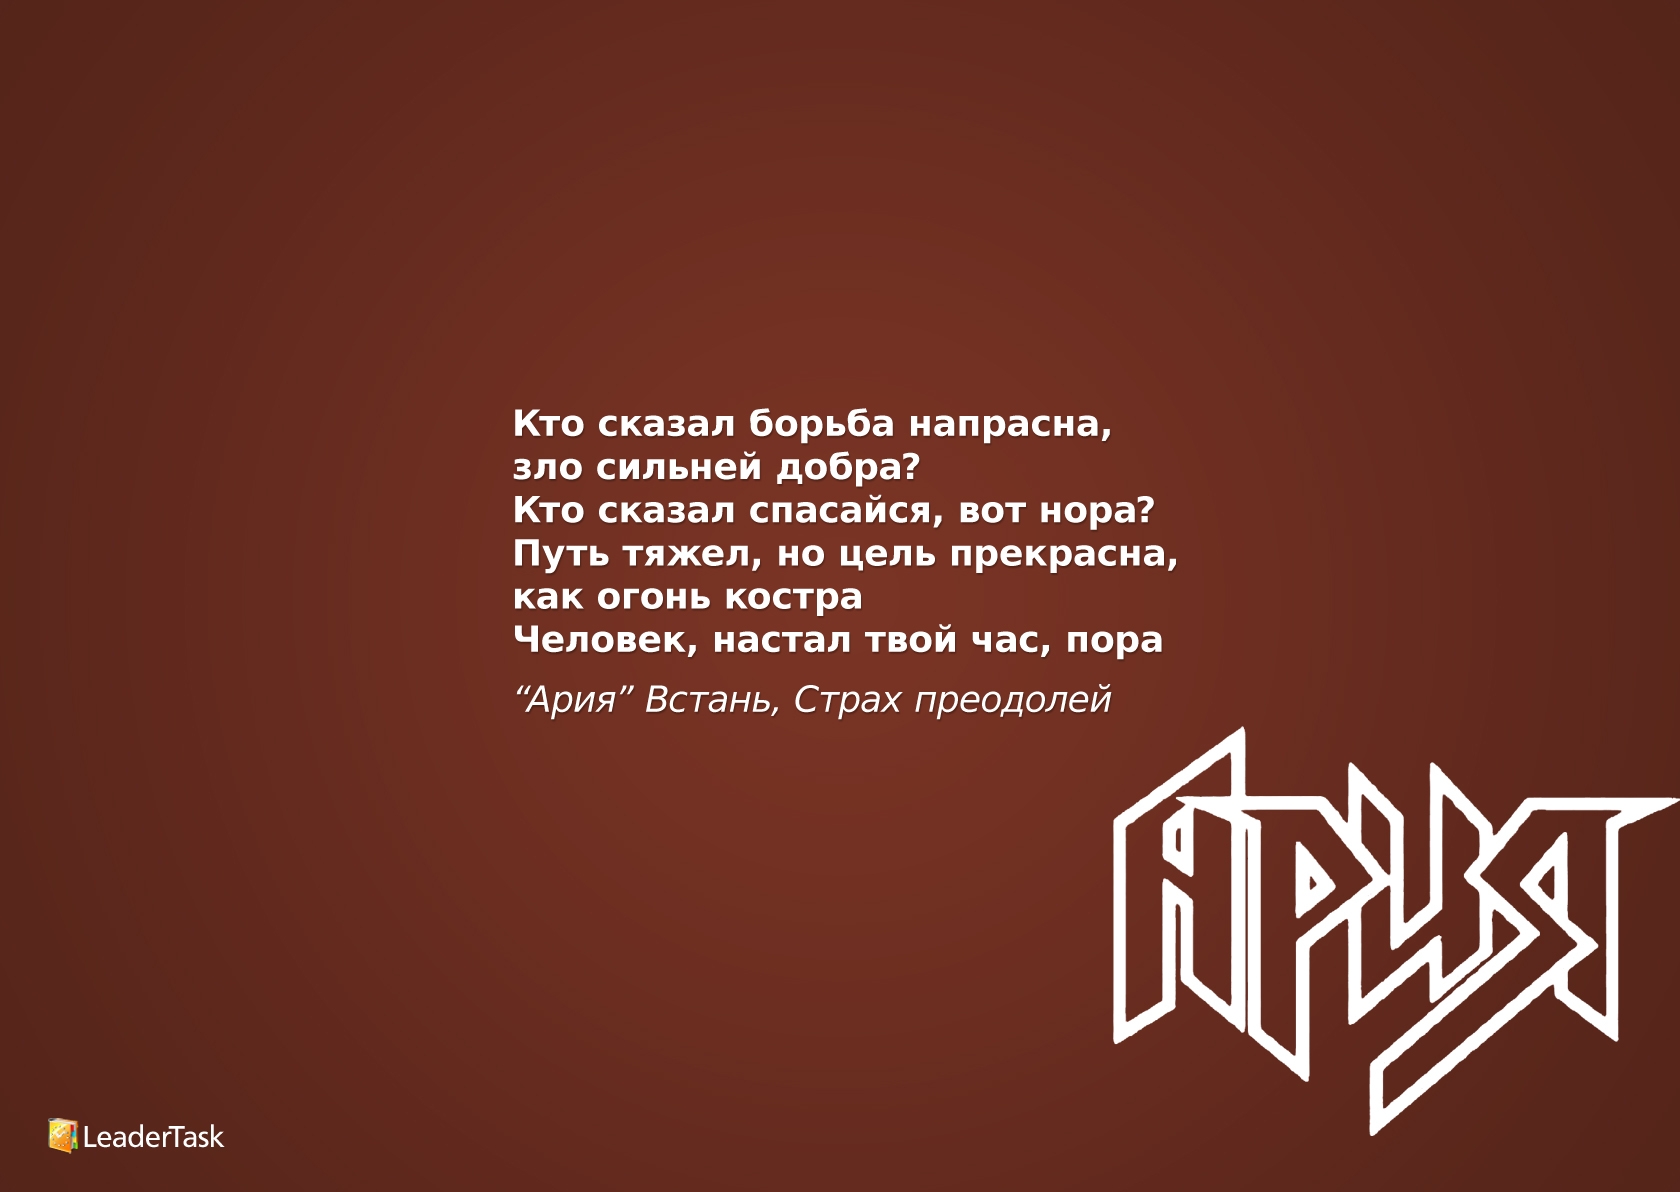 Кто сказал борьба напрасна,
зло сильней добра?
Кто сказал спасайся, вот нора?
Путь тяжел, но цель прекрасна,
как огонь костра
Человек, настал твой час, пора
“Ария” Встань, Страх преодолей
АРИЯ
LeaderTask